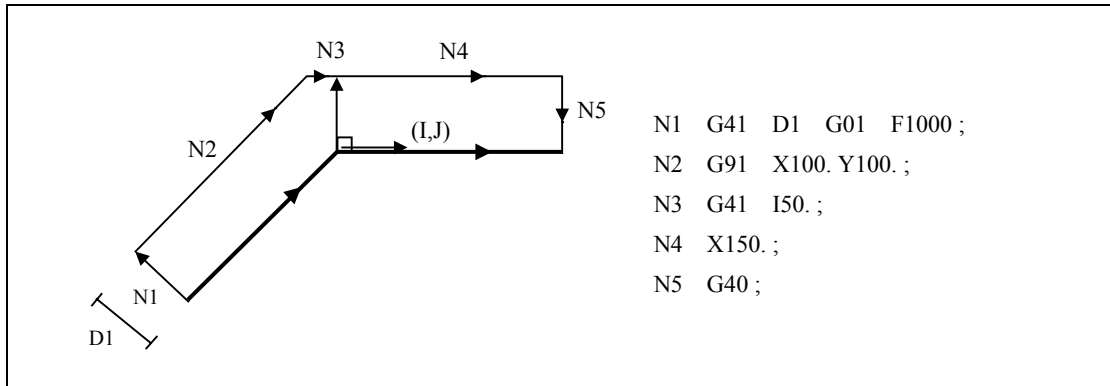 N3
N4
N5
(I,J)
N2
N1
D1
N1 G41 D1 G01 F1000 ;
N2 G91 X100. Y100. ;
N3 G41 I50. ;
N4 X150. ;
N5 G40 ;